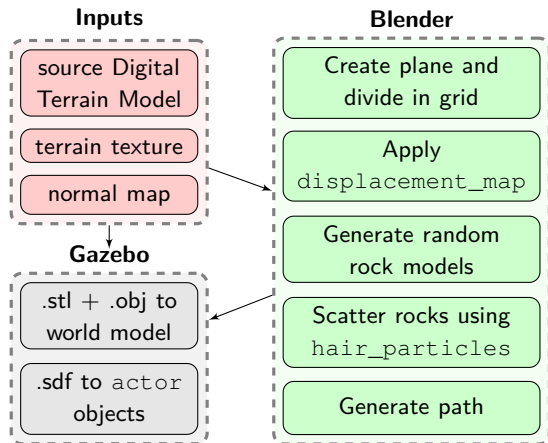 Inputs
source Digital
Terrain Model
terrain texture
normal map
Gazebo
.stl + .obj to
world model
.sdf to actor
objects
Blender
Create plane and
divide in grid
Apply
displacement_map
Generate random
rock models
Scatter rocks using
hair_particles
Generate path